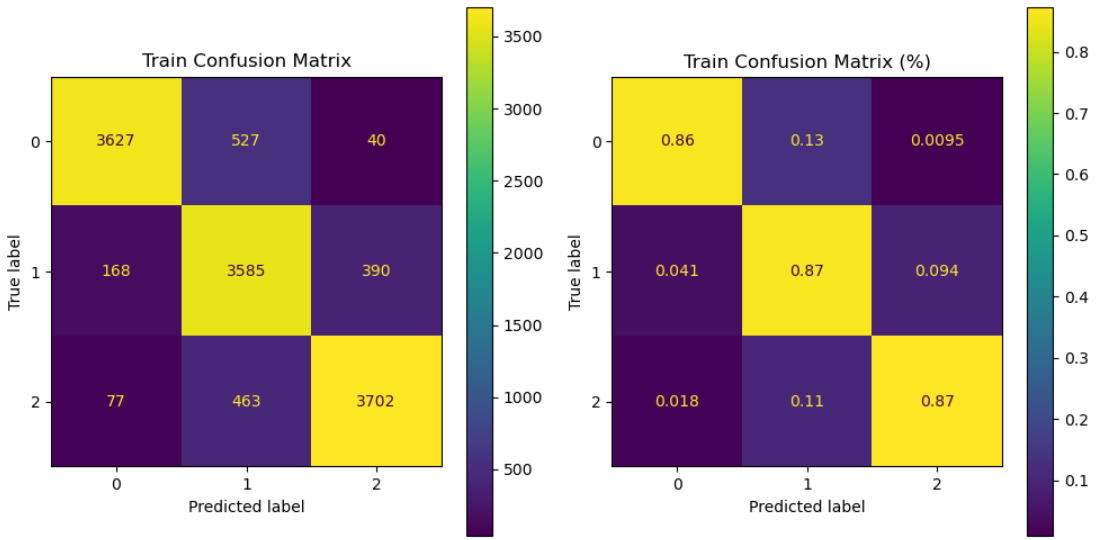 Train Confusion Matrix
0 3627 527 40
1 168 3585 390
2 77 463 3702
0 1 2
Predicted label
True label
3500
3000
2500
2000
1500
1000
500
Train Confusion Matrix (%)
0 0.86 0.13 0.0095
1 0.041 0.87 0.094
2 0.018 0.11 0.87
0 1 2
Predicted label
True label
0.8
0.7
0.6
0.5
0.4
0.3
0.2
0.1